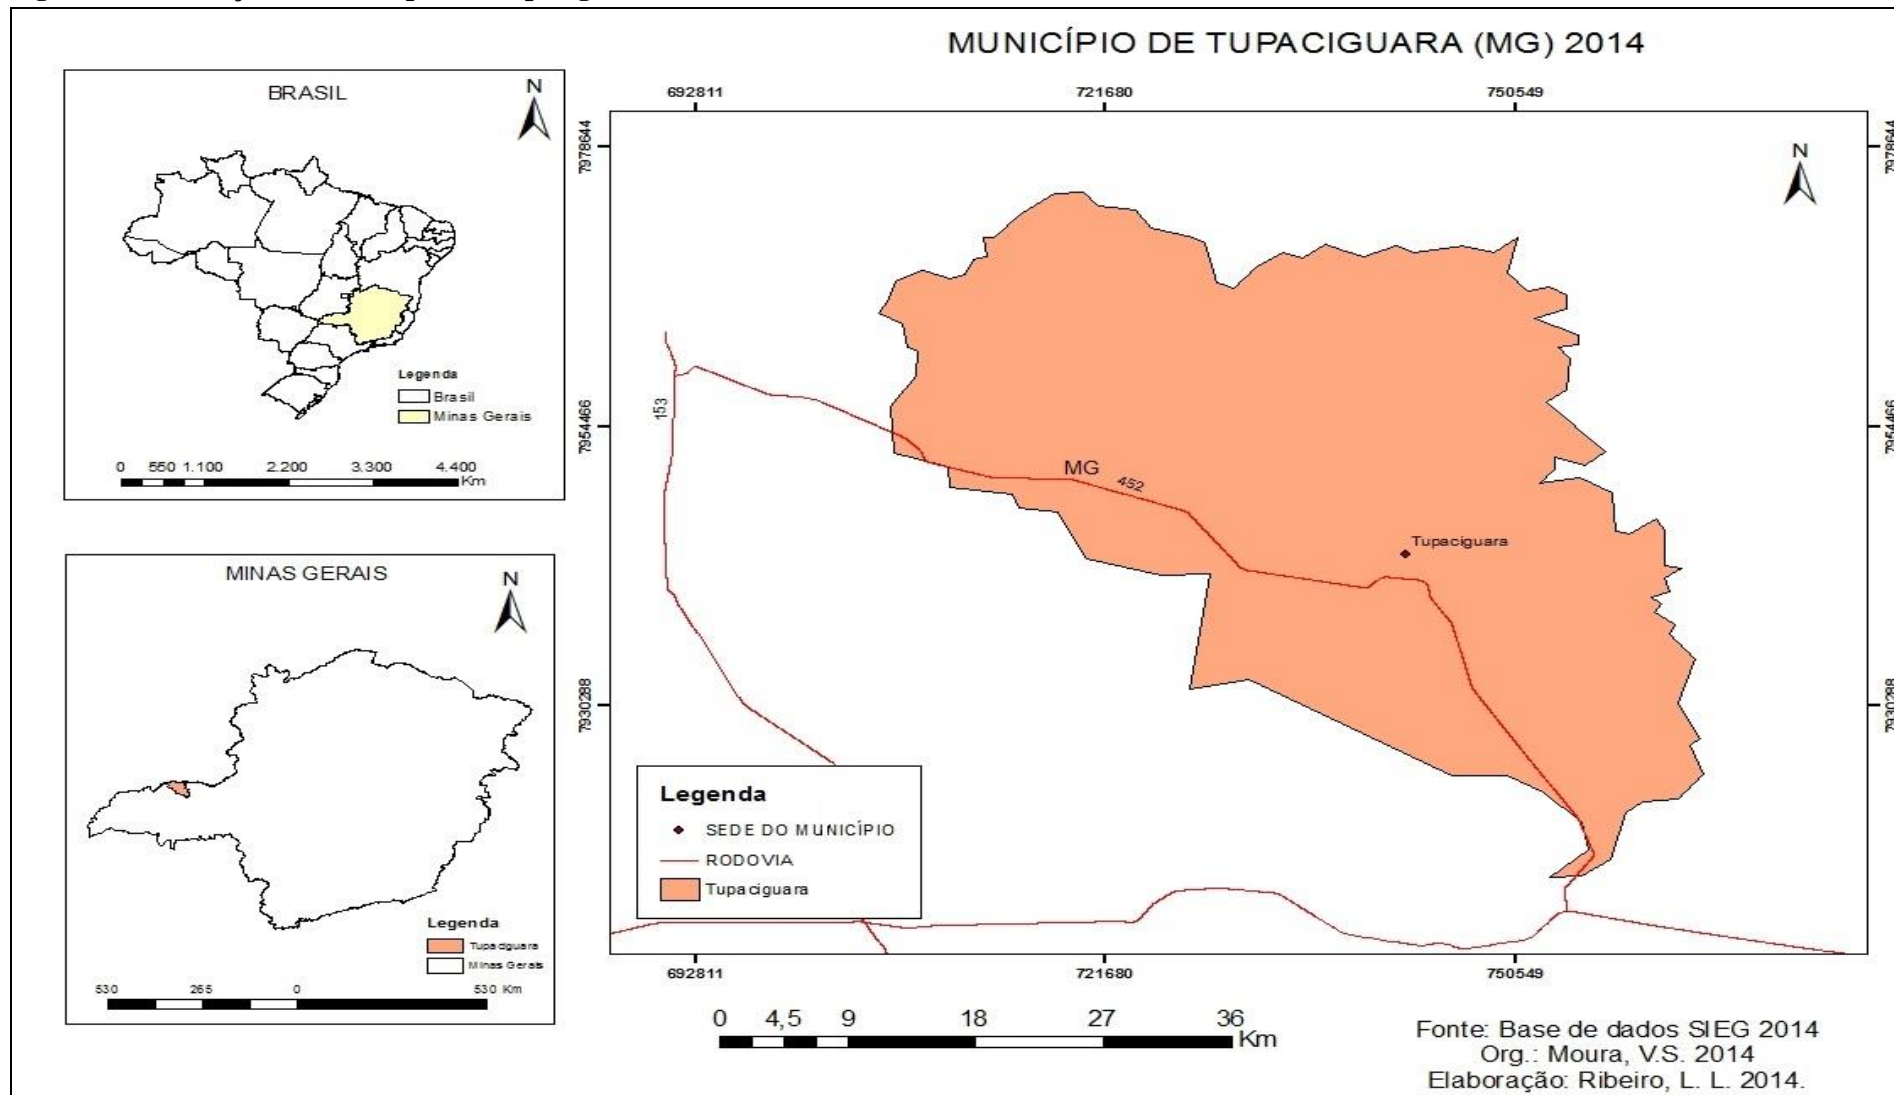 MUNICÍPIO DE TUPACIGUARA (MG) 2014
BRASIL
N
Legenda
Brasil
Minas Gerais
0 550 1.100 2.200 3.300 4.400
Km
MINAS GERAIS
N
Legenda
Tupaciguara
Minas Gerais
530 265 0 530 Km
692811 721680 750549
7978644 7978644
N
153
7954466 7954466
MG
452
Tupaciguara
7930288 7930288
Legenda
SEDE DO MUNICÍPIO
RODOVIA
Tupaciguara
692811 721680 750549
0 4,5 9 18 27 36
Km
Fonte: Base de dados SIEG 2014
Org.: Moura, V.S. 2014
Elaboração: Ribeiro, L. L. 2014.